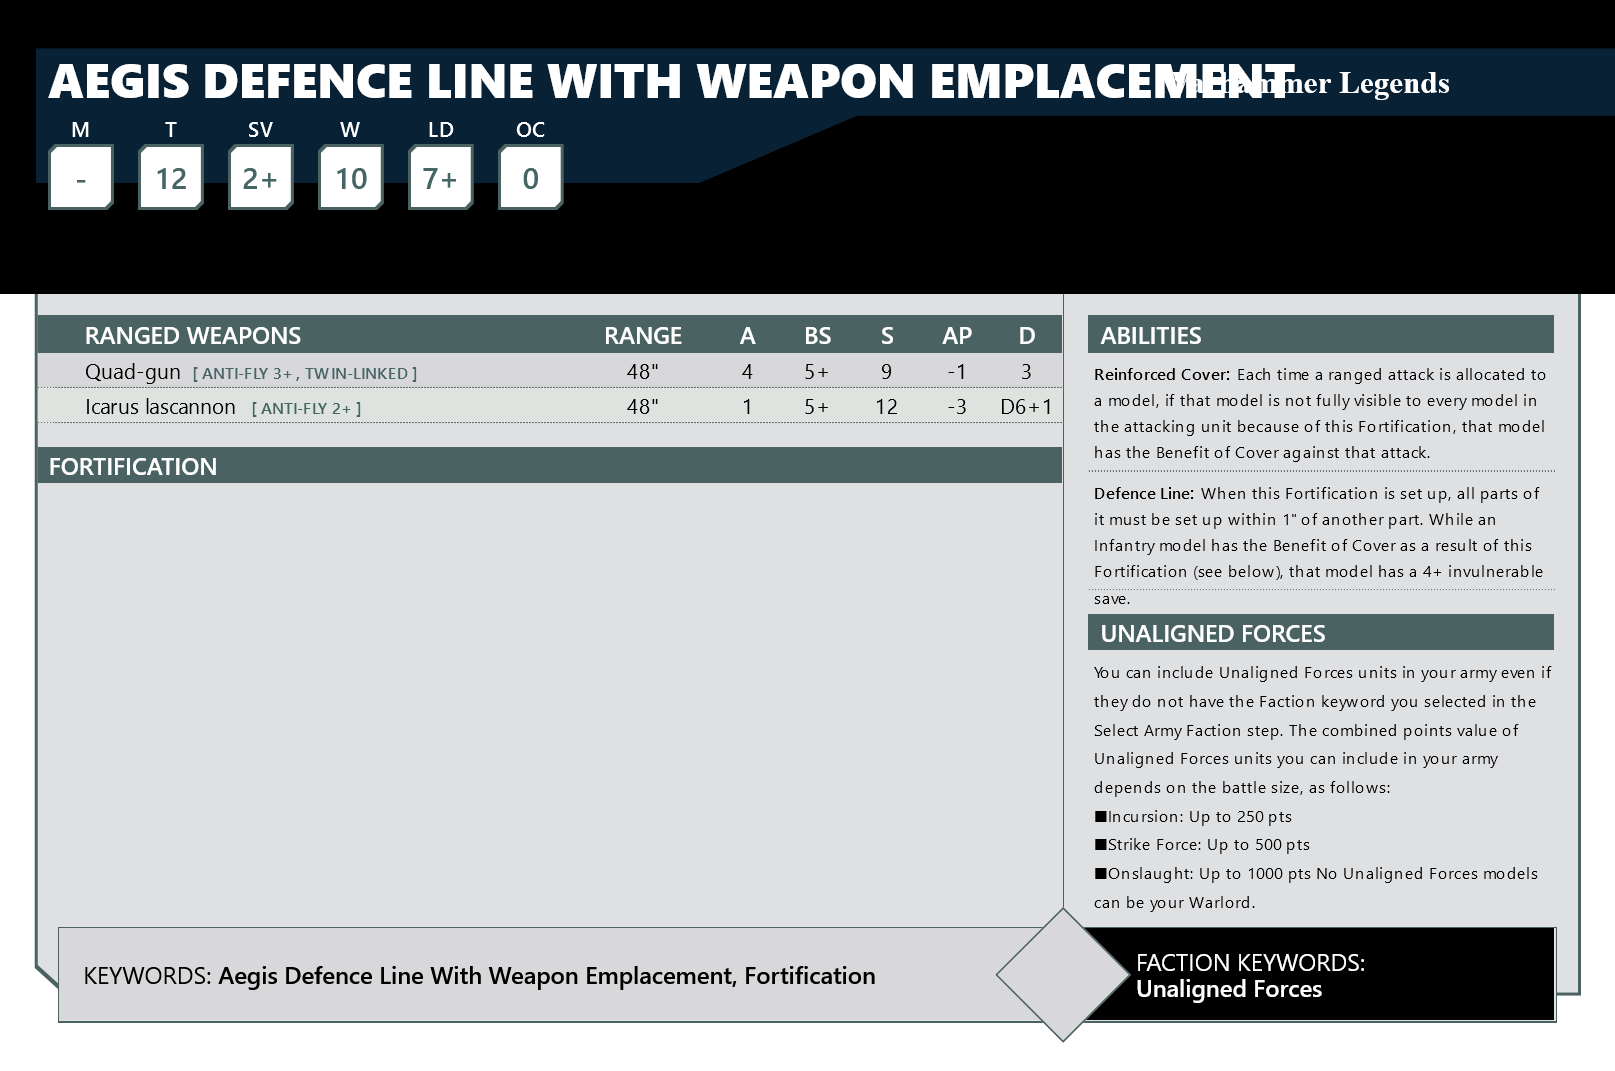 AEGIS DEFENCE LINE WITH WEAPON EMPLACEMENT
Warhammer Legends
M T SV W LD OC
- 12 2+ 10 7+ 0
RANGED WEAPONS RANGE A BS S AP D
Quad-gun [ ANTI-FLY 3+ , TWIN-LINKED ] 48" 4 5+ 9 -1 3
Icarus lascannon [ ANTI-FLY 2+ ] 48" 1 5+ 12 -3 D6+1
FORTIFICATION
ABILITIES
Reinforced Cover: Each time a ranged attack is allocated to
a model, if that model is not fully visible to every model in
the attacking unit because of this Fortification, that model
has the Benefit of Cover against that attack.
Defence Line: When this Fortification is set up, all parts of
it must be set up within 1" of another part. While an
Infantry model has the Benefit of Cover as a result of this
Fortification (see below), that model has a 4+ invulnerable
save.
UNALIGNED FORCES
You can include Unaligned Forces units in your army even if
they do not have the Faction keyword you selected in the
Select Army Faction step. The combined points value of
Unaligned Forces units you can include in your army
depends on the battle size, as follows:
■Incursion: Up to 250 pts
■Strike Force: Up to 500 pts
■Onslaught: Up to 1000 pts No Unaligned Forces models
can be your Warlord.
KEYWORDS: Aegis Defence Line With Weapon Emplacement, Fortification
FACTION KEYWORDS:
Unaligned Forces